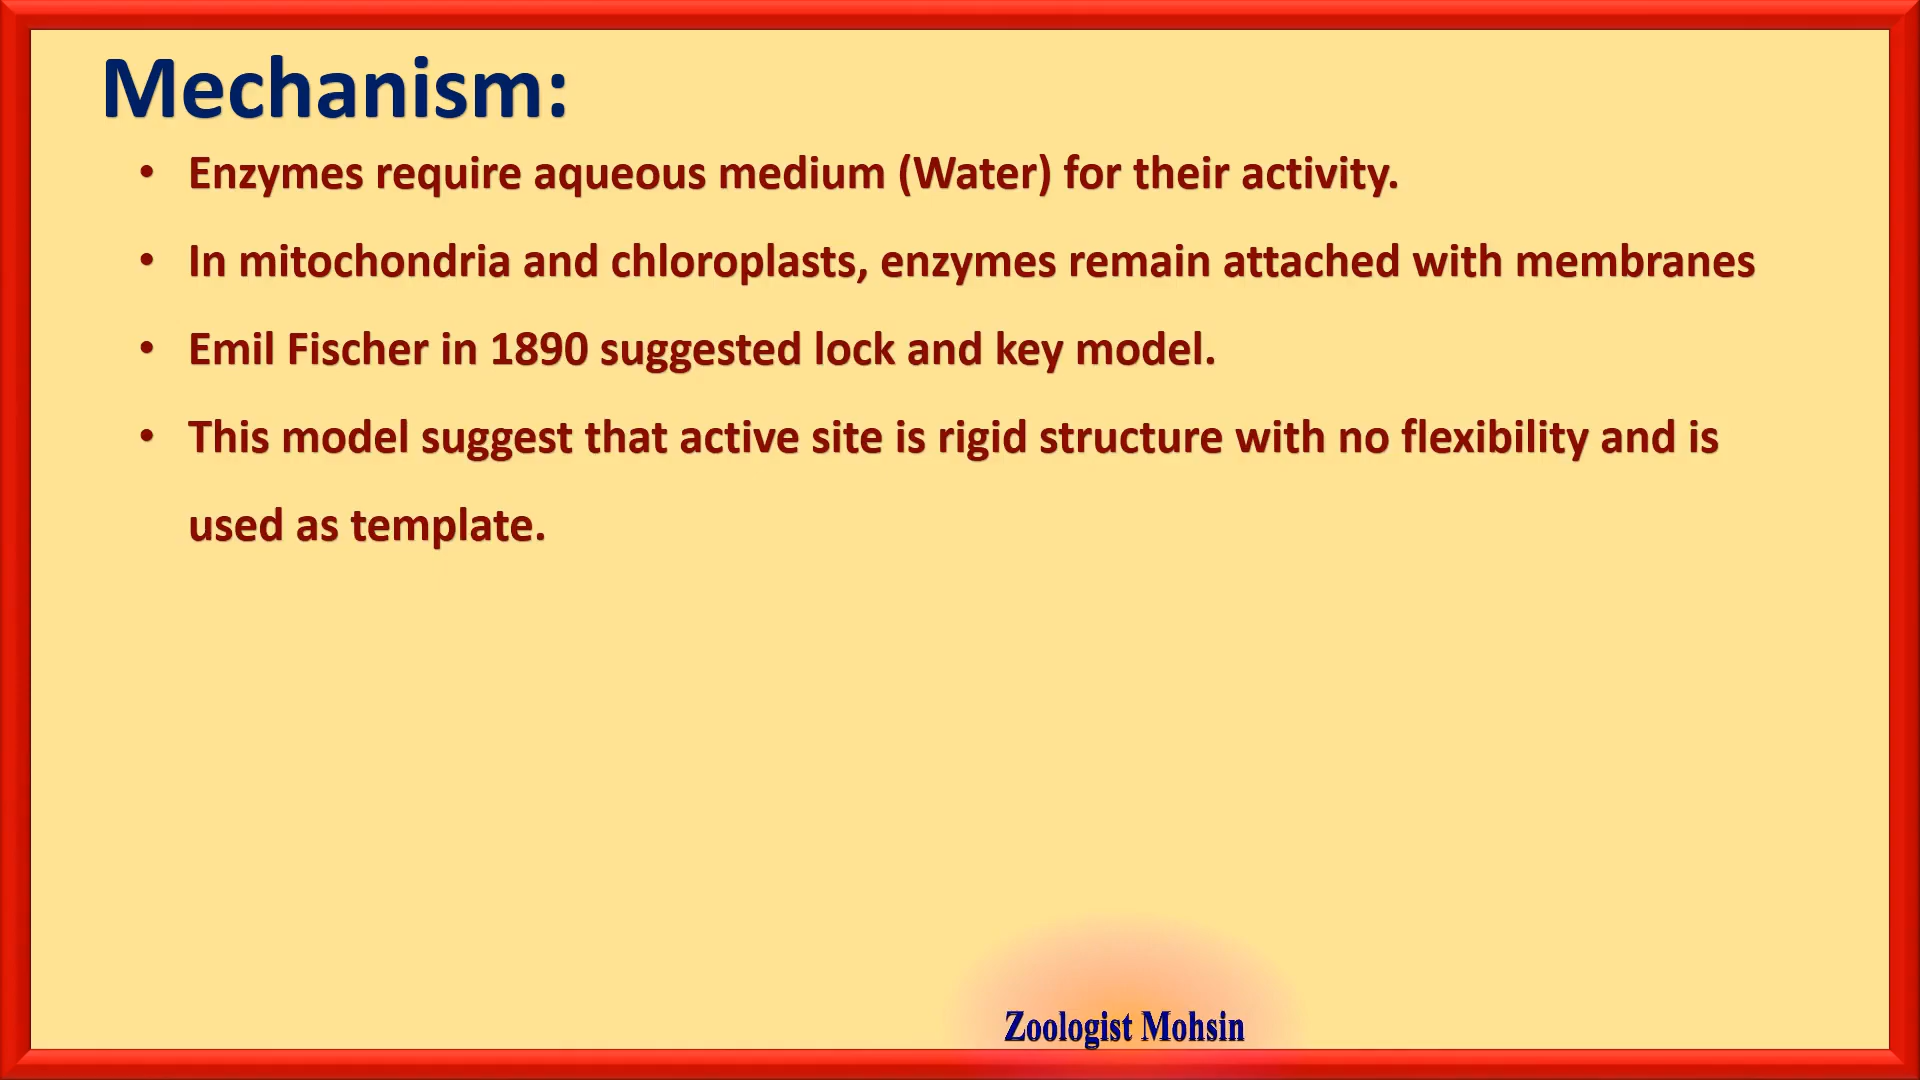 Mechanism:
• Enzymes require aqueous medium (Water) for their activity.
• In mitochondria and chloroplasts, enzymes remain attached with membranes
• Emil Fischer in 1890 suggested lock and key model.
• This model suggest that active site is rigid structure with no flexibility and is
used as template.
Zoologist Mohsin